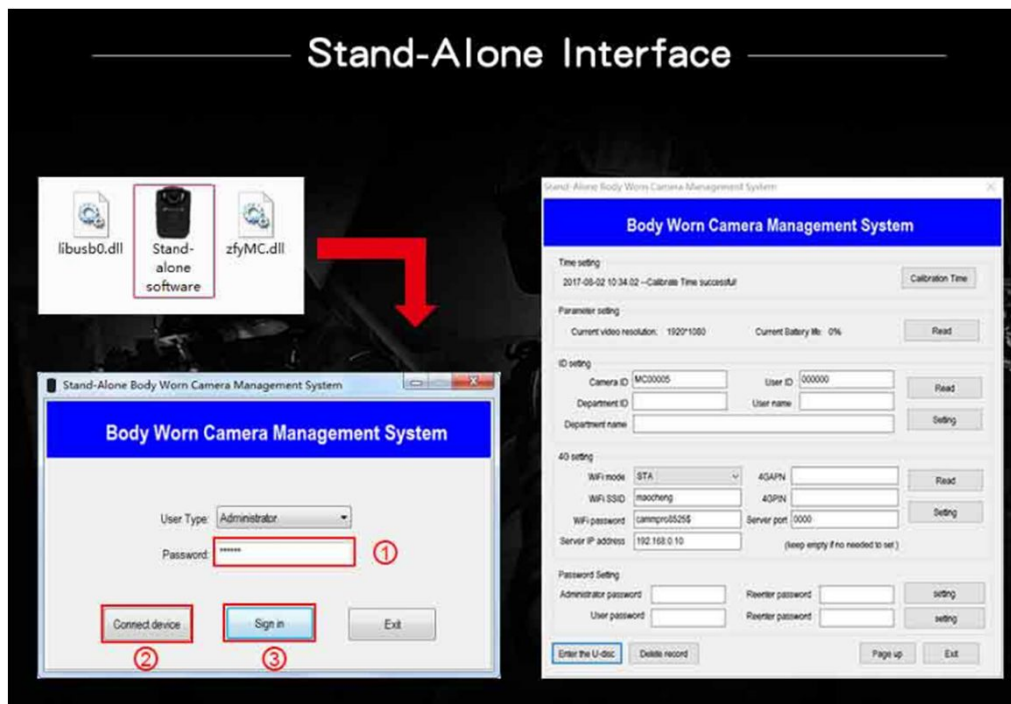 Stand-Alone Interface
libusb0.dll
Stand-
alone
software
zfyMC.dll
Stand-Alone Body Worn Camera Management System
Body Worn Camera Management System
User Type: Administrator
Password: ******
①
Connect device
Sign in
Exit
②
③
Stand-Alone Body Worn Camera Management System
Body Worn Camera Management System
Time setting
2017-08-02 10:34:02 --Calibrate Time successful!
Calibration Time
Parameter setting
Current video resolution: 1920*1080
Current Battery life: 0%
Read
ID setting
Camera ID MC00005
User ID 000000
Read
Department ID
User name
Department name
Setting
4G setting
WiFi mode STA
4GAPN
Read
WiFi SSID maocheng
4GPIN
Setting
WiFi password cammpro8525$
Server port 0000
Server IP address 192.168.0.10
(keep empty if no needed to set )
Password Setting
Administrator password
Reenter password
setting
User password
Reenter password
setting
Enter the U-disc
Delete record
Page up
Exit